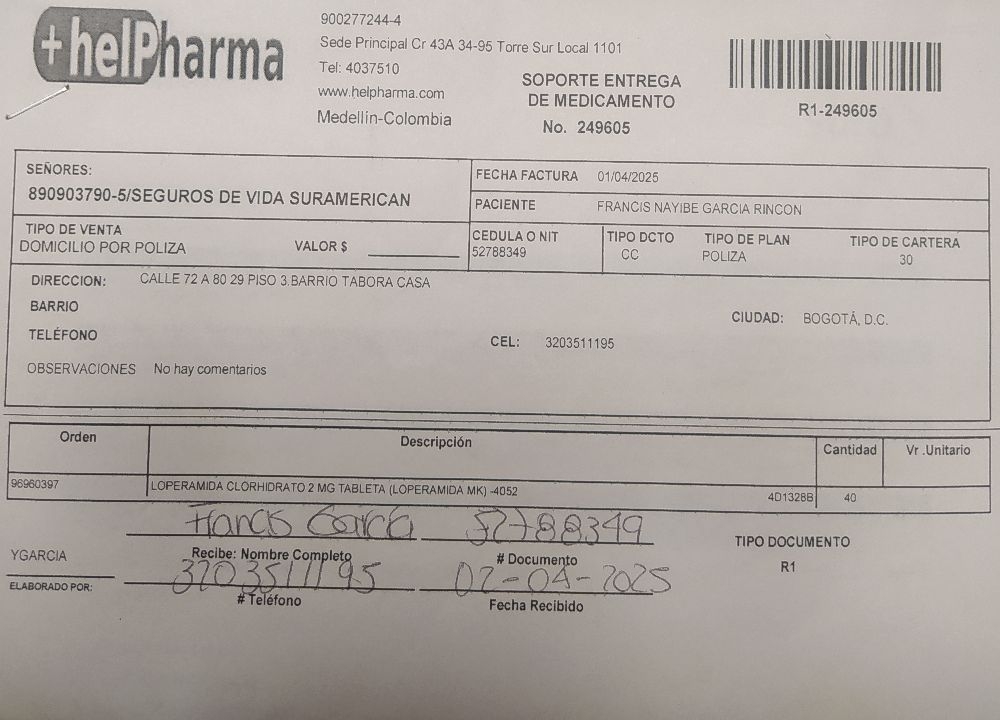 +helPharma
900277244-4
Sede Principal Cr 43A 34-95 Torre Sur Local 1101
Tel: 4037510
www.helpharma.com
Medellin-Colombia
SOPORTE ENTREGA
DE MEDICAMENTO
No. 249605
R1-249605
SEÑORES:
890903790-5/SEGUROS DE VIDA SURAMERICAN
FECHA FACTURA 01/04/2025
PACIENTE FRANCIS NAYIBE GARCIA RINCON
TIPO DE VENTA
DOMICILIO POR POLIZA VALOR $
CEDULA O NIT TIPO DCTO TIPO DE PLAN TIPO DE CARTERA
52788349 CC POLIZA 30
DIRECCION: CALLE 72 A 80 29 PISO 3 BARRIO TABORA CASA
BARRIO
CIUDAD: BOGOTÁ, D.C.
TELÉFONO
CEL: 3203511195
OBSERVACIONES No hay comentarios
Orden Descripción Cantidad Vr .Unitario
96960397 LOPERAMIDA CLORHIDRATO 2 MG TABLETA (LOPERAMIDA MK) -4052 4D1328B 40
Francis Garcia 52788349
YGARCIA Recibe: Nombre Completo # Documento
TIPO DOCUMENTO
R1
3203511195 02-04-2025
ELABORADO POR: # Teléfono Fecha Recibido